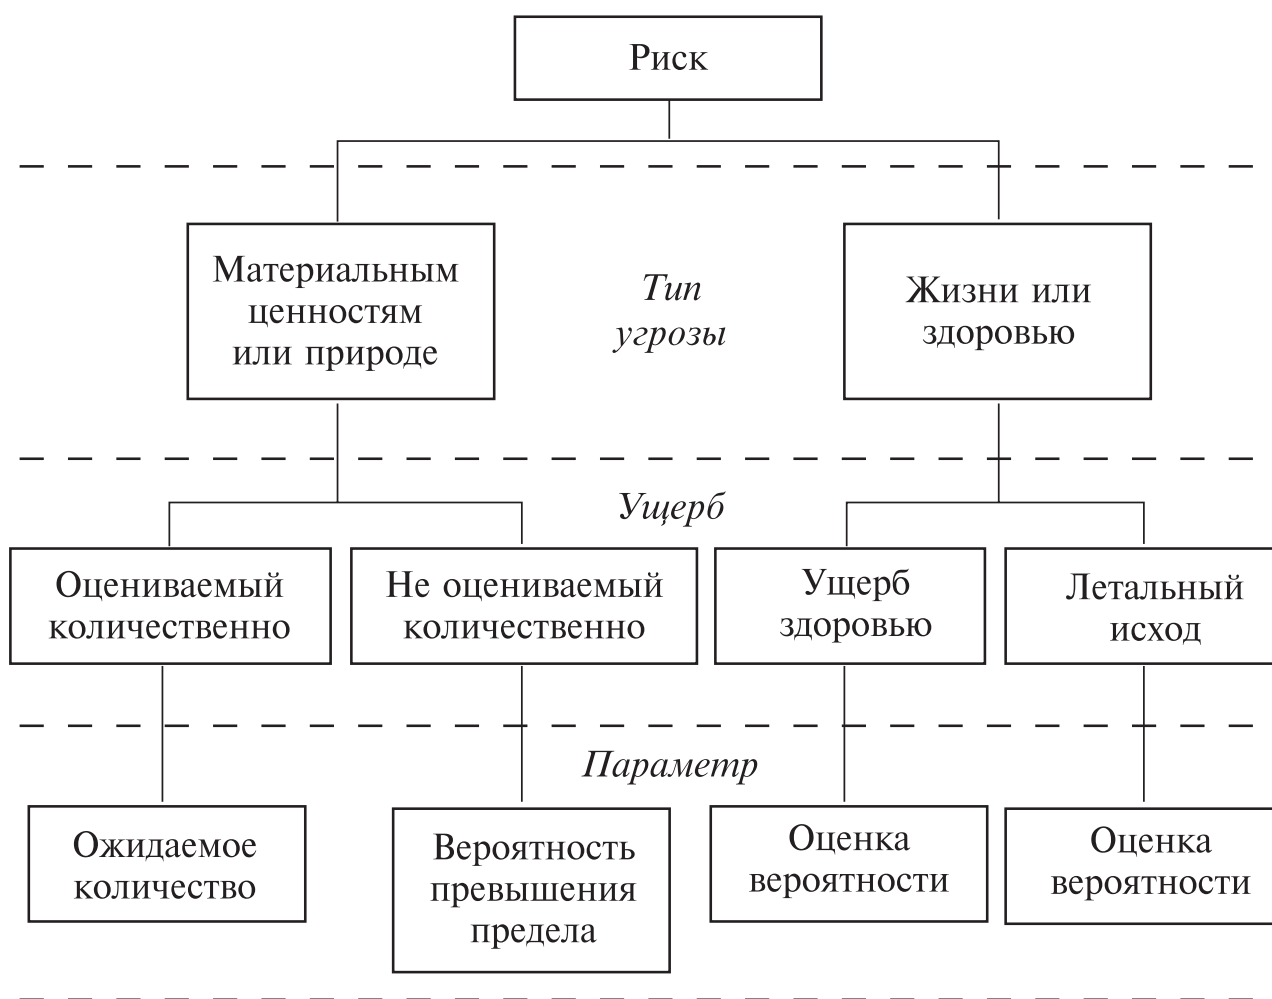 Риск
Материальным
ценностям
или природе
Тип
угрозы
Жизни или
здоровью
Ущерб
Оцениваемый
количественно
Не оцениваемый
количественно
Ущерб
здоровью
Летальный
исход
Параметр
Ожидаемое
количество
Вероятность
превышения
предела
Оценка
вероятности
Оценка
вероятности